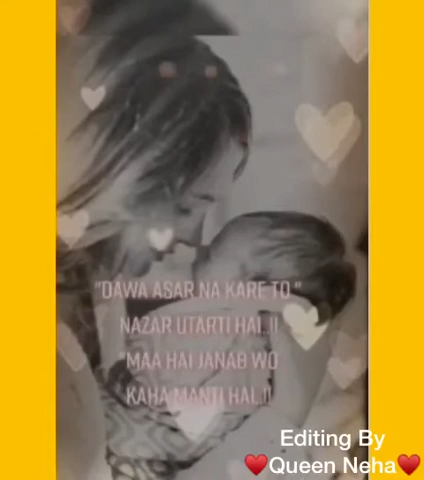 "DAWA ASAR NA KARE TO "
NAZAR UTARTI HAI..!!
"MAA HAI JANAB WO
KAHA MANTI HAI..!!
Editing By
♥️Queen Neha♥️